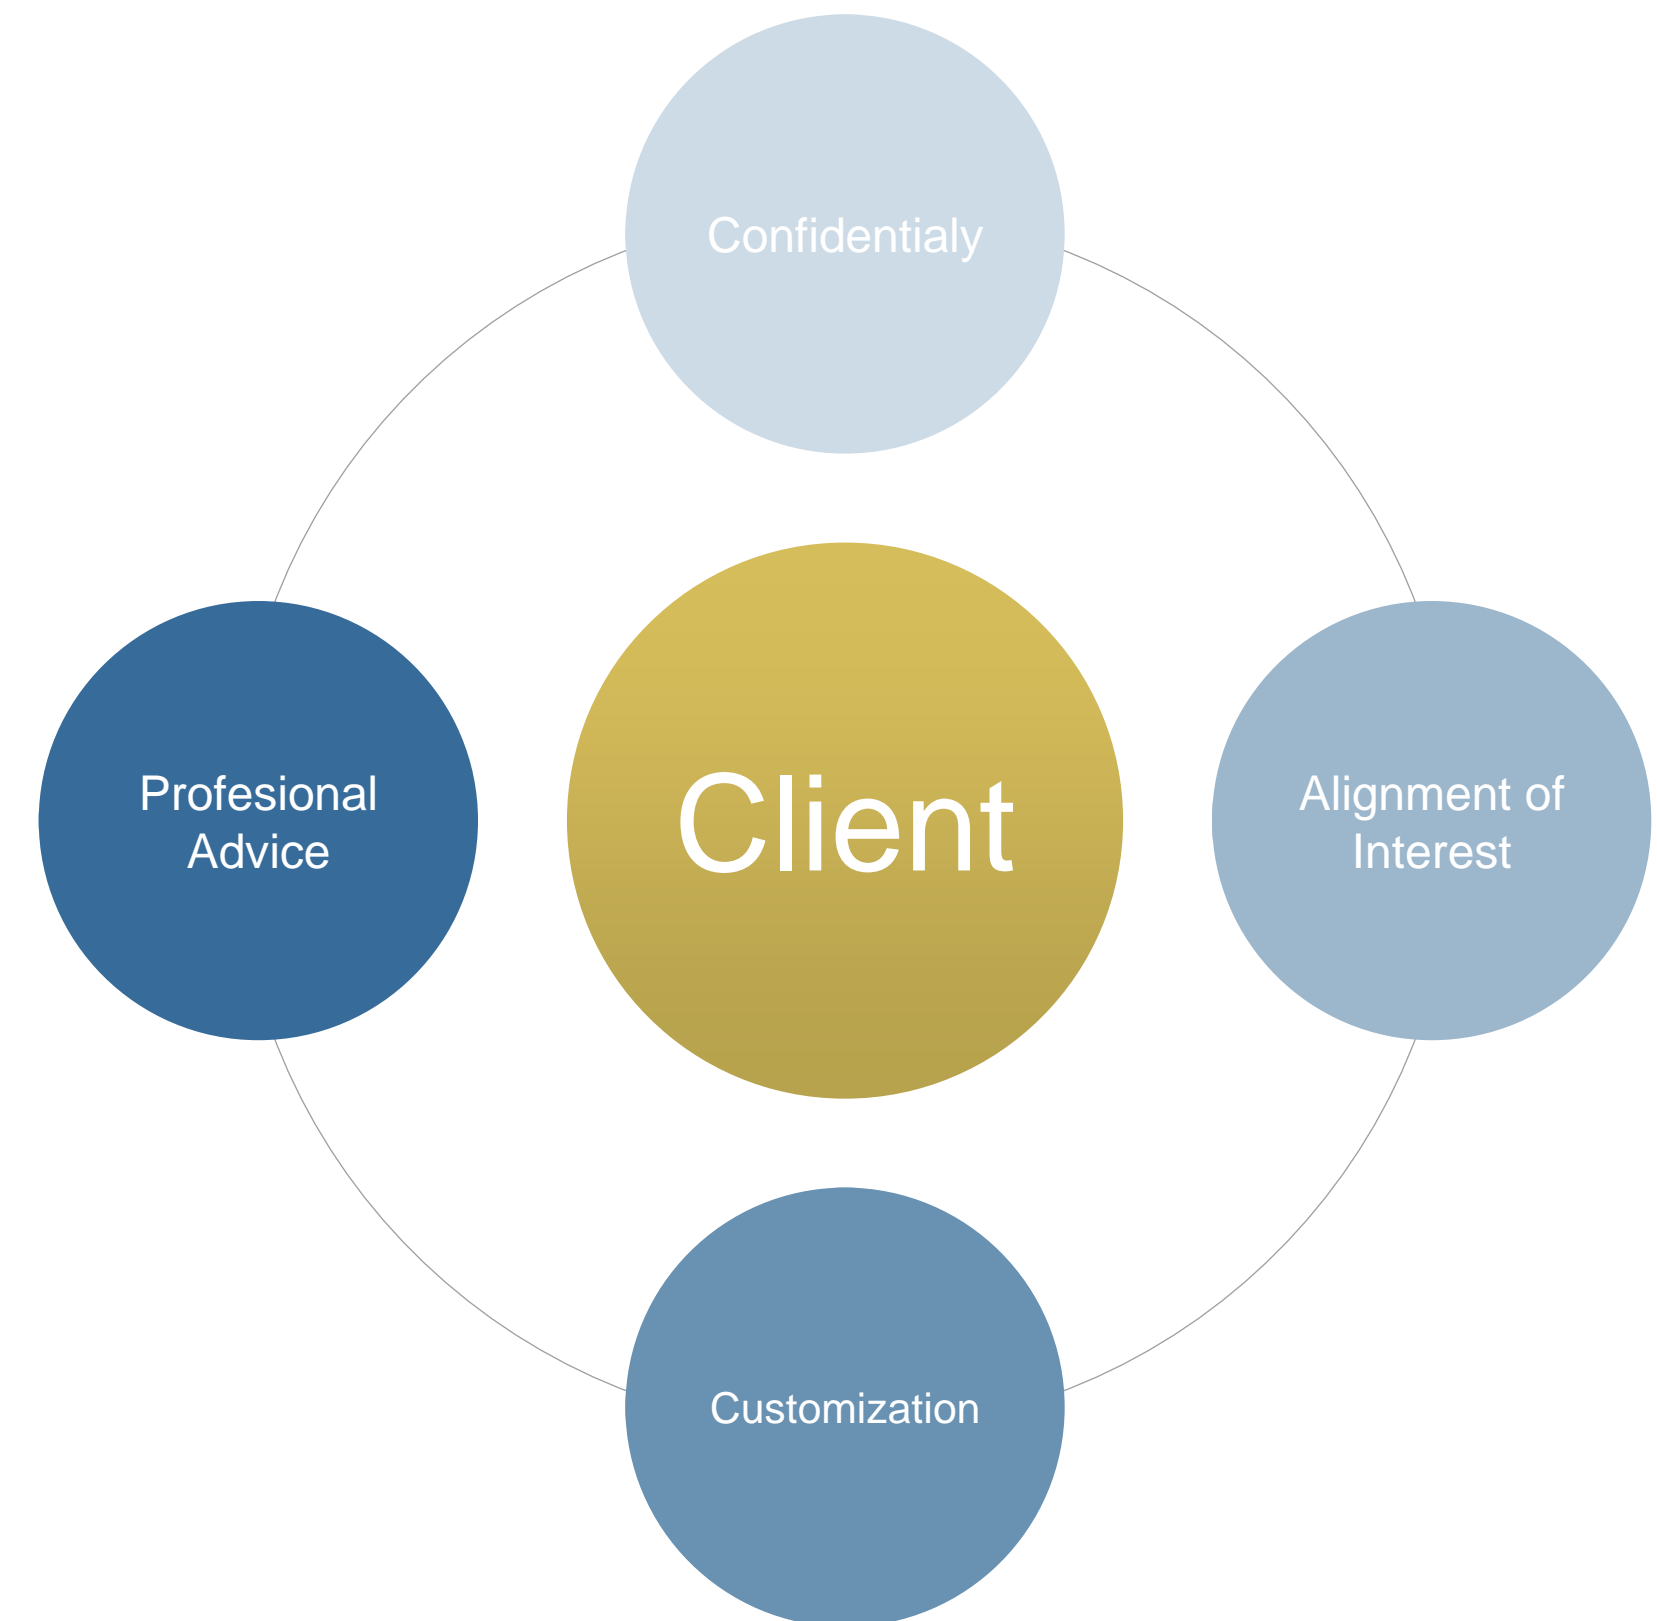 Confidentialy
Profesional
Advice
Client
Alignment of
Interest
Customization